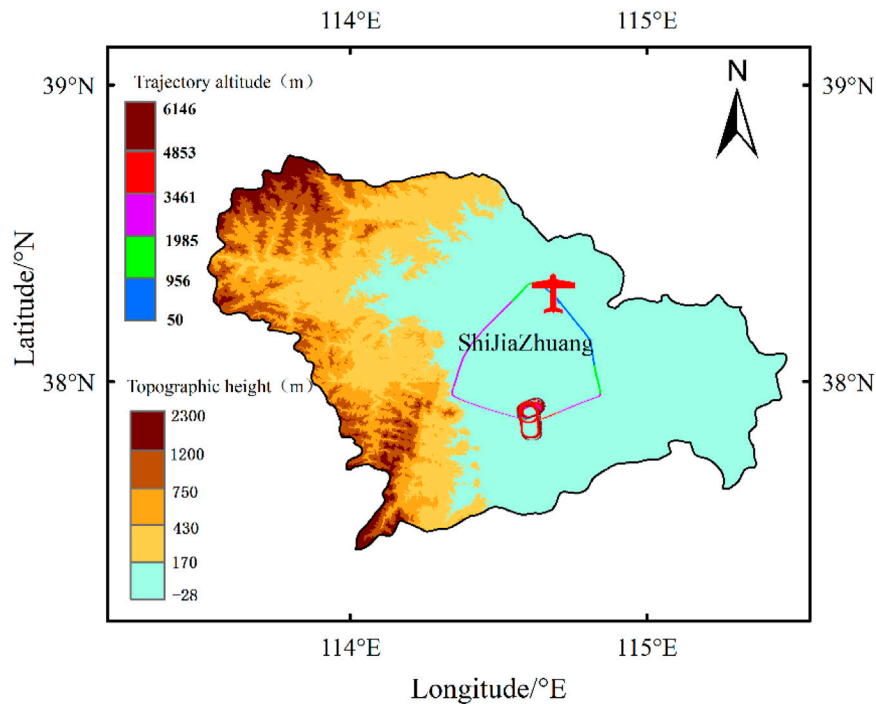 114°E
115°E
39°N
39°N
N
Trajectory altitude（m）
6146
4853
3461
1985
956
50
Latitude/°N
ShiJiaZhuang
38°N
38°N
Topographic height（m）
2300
1200
750
430
170
−28
114°E
115°E
Longitude/°E